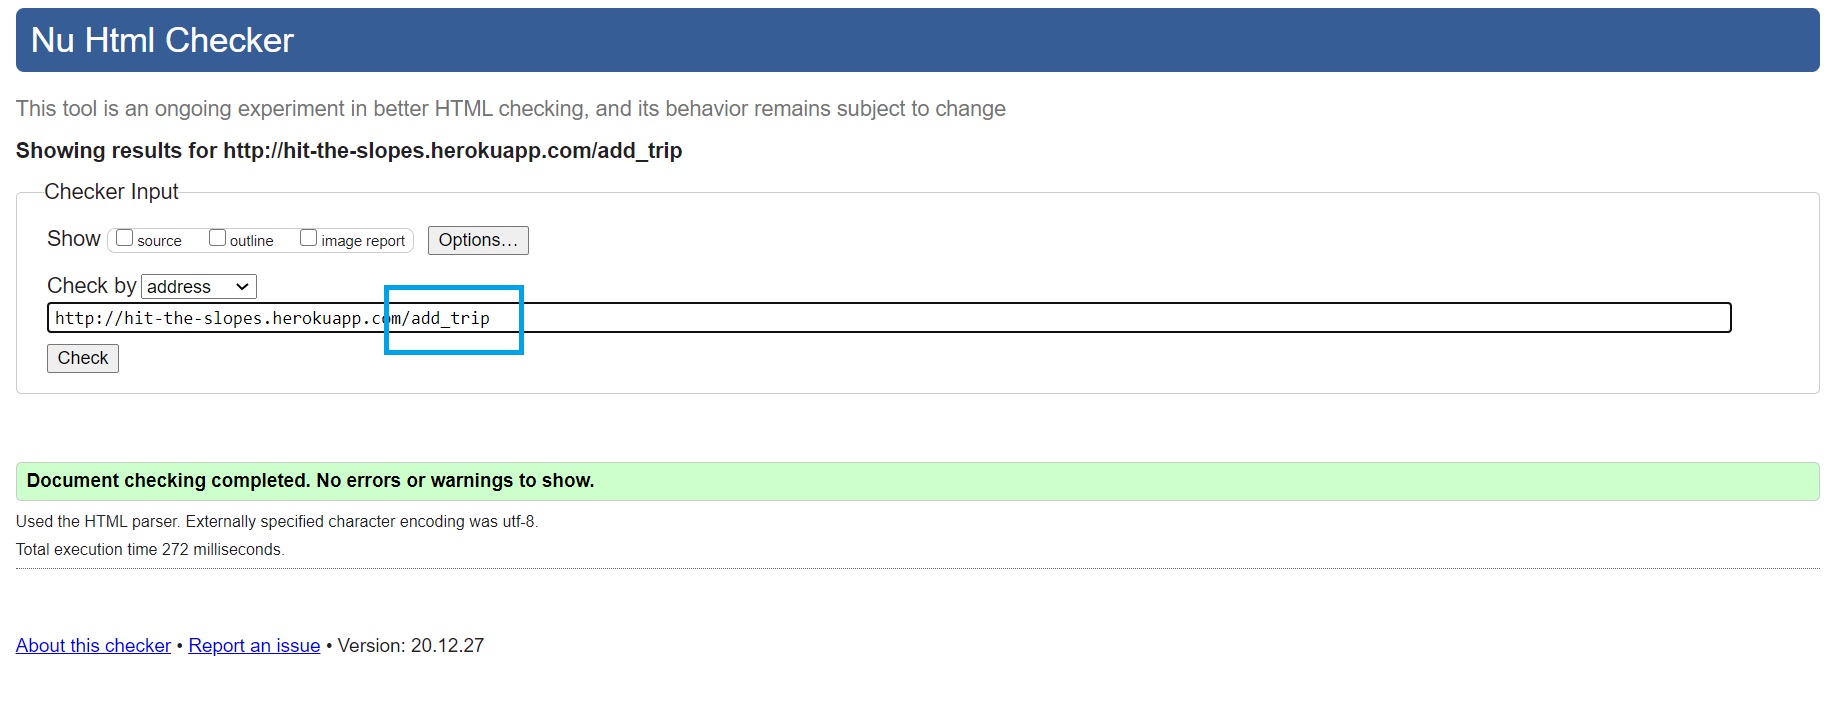 Nu Html Checker
This tool is an ongoing experiment in better HTML checking, and its behavior remains subject to change
Showing results for http://hit-the-slopes.herokuapp.com/add_trip
Checker Input
Show source outline image report Options…
Check by address
http://hit-the-slopes.herokuapp.com/add_trip
Check
Document checking completed. No errors or warnings to show.
Used the HTML parser. Externally specified character encoding was utf-8.
Total execution time 272 milliseconds.
About this checker • Report an issue • Version: 20.12.27